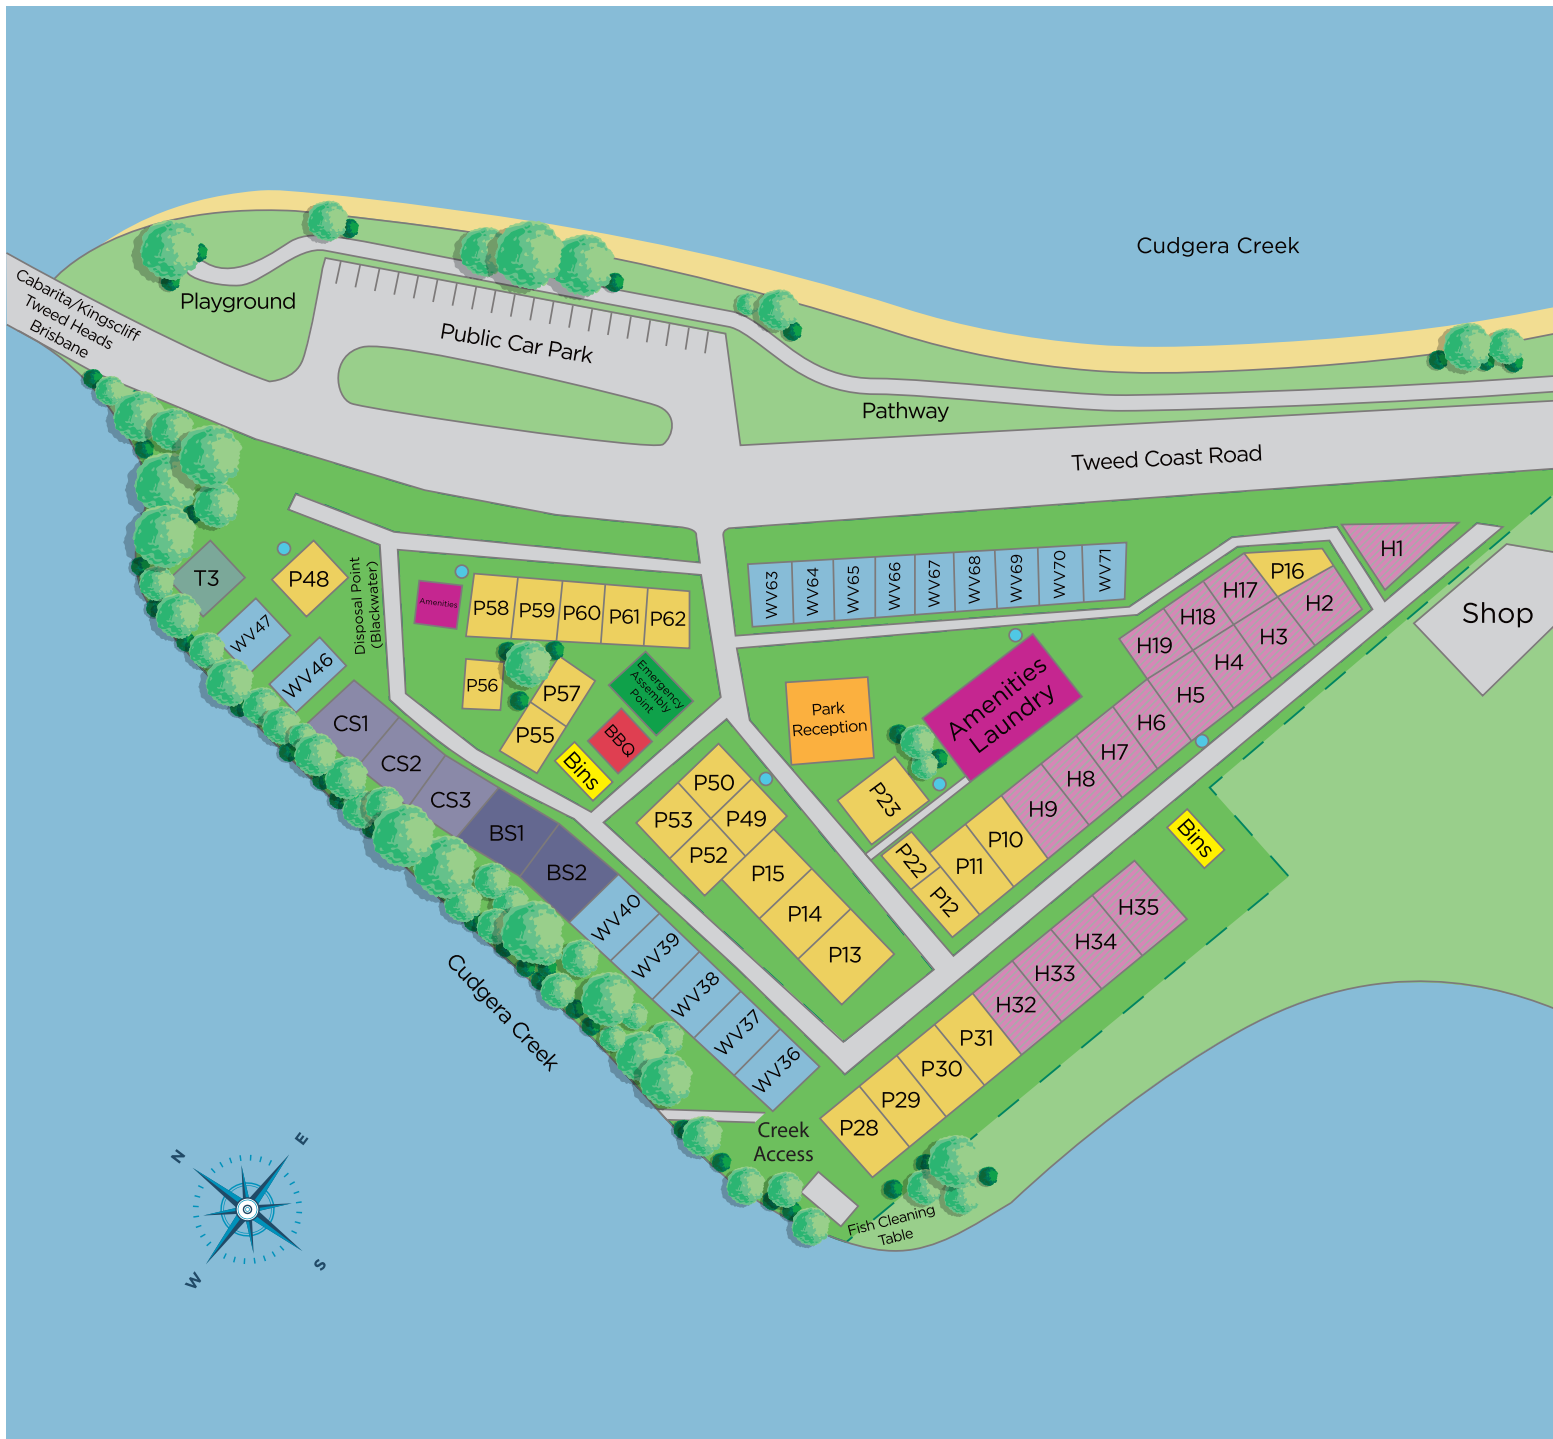 Cudgera Creek
Cabarita/Kingscliff
Tweed Heads
Brisbane
Playground
Public Car Park
Pathway
Tweed Coast Road
T3
P48
WV47
WV46
Disposal Point
(Blackwater)
Amenities
P58
P59
P60
P61
P62
P56
P57
P55
Emergency
Assembly
Point
BBQ
Bins
WV63
WV64
WV65
WV66
WV67
WV68
WV69
WV70
WV71
H1
P16
H17
H18
H19
H2
H3
H4
H5
H6
H7
H8
H9
P10
P11
P22
P12
Shop
Park
Reception
Amenities
Laundry
P23
CS1
CS2
CS3
BS1
BS2
P50
P53
P49
P52
P15
P14
P13
Bins
WV40
WV39
WV38
WV37
WV36
H35
H34
H33
H32
P31
P30
P29
P28
Cudgera Creek
Creek
Access
Fish Cleaning
Table
N
E
W
S